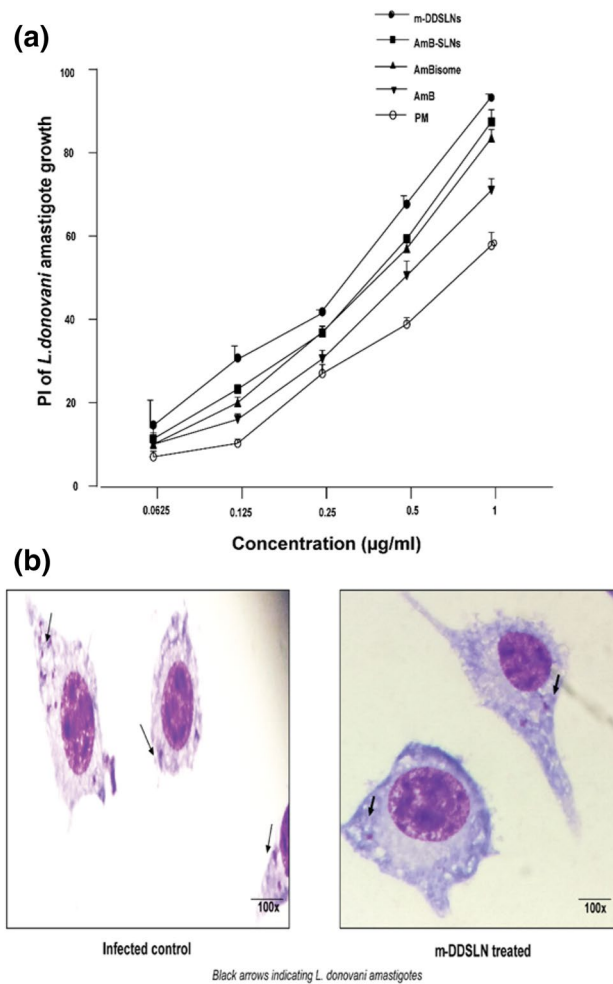 (a)
m-DDSLNs
AmB-SLNs
AmBisome
AmB
PM
100
80
60
40
20
0
PI of L.donovani amastigote growth
0.0625 0.125 0.25 0.5 1
Concentration (µg/ml)
(b)
100x 100x
Infected control m-DDSLN treated
Black arrows indicating L. donovani amastigotes